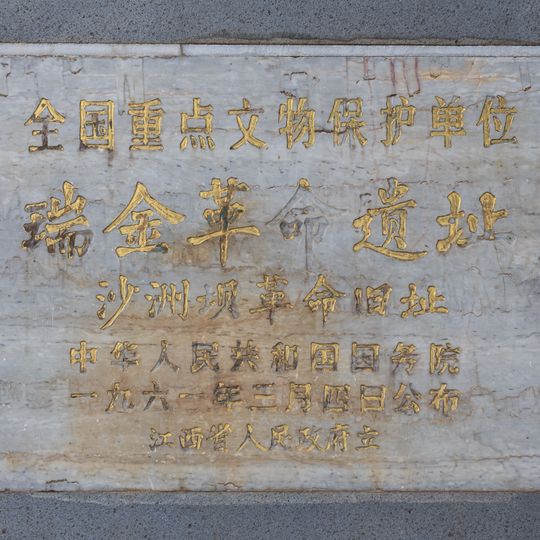 全国重点文物保护单位
瑞金革命遗址
沙洲坝革命旧址
中华人民共和国国务院
一九六一年三月四日公布
江西省人民政府立